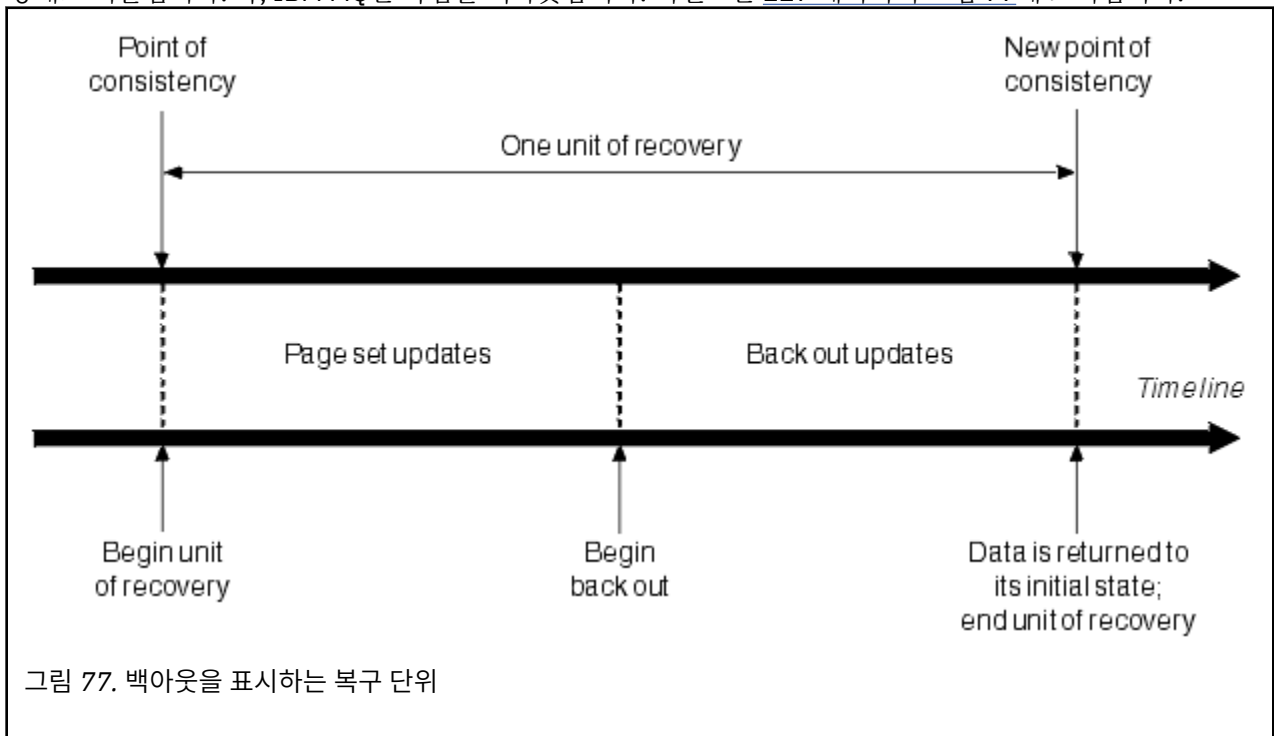 Point of
consistency
New point of
consistency
One unit of recovery
Page set updates
Back out updates
Timeline
Begin unit
of recovery
Begin
back out
Data is returned to
its initial state;
end unit of recovery
그림 77. 백아웃을 표시하는 복구 단위